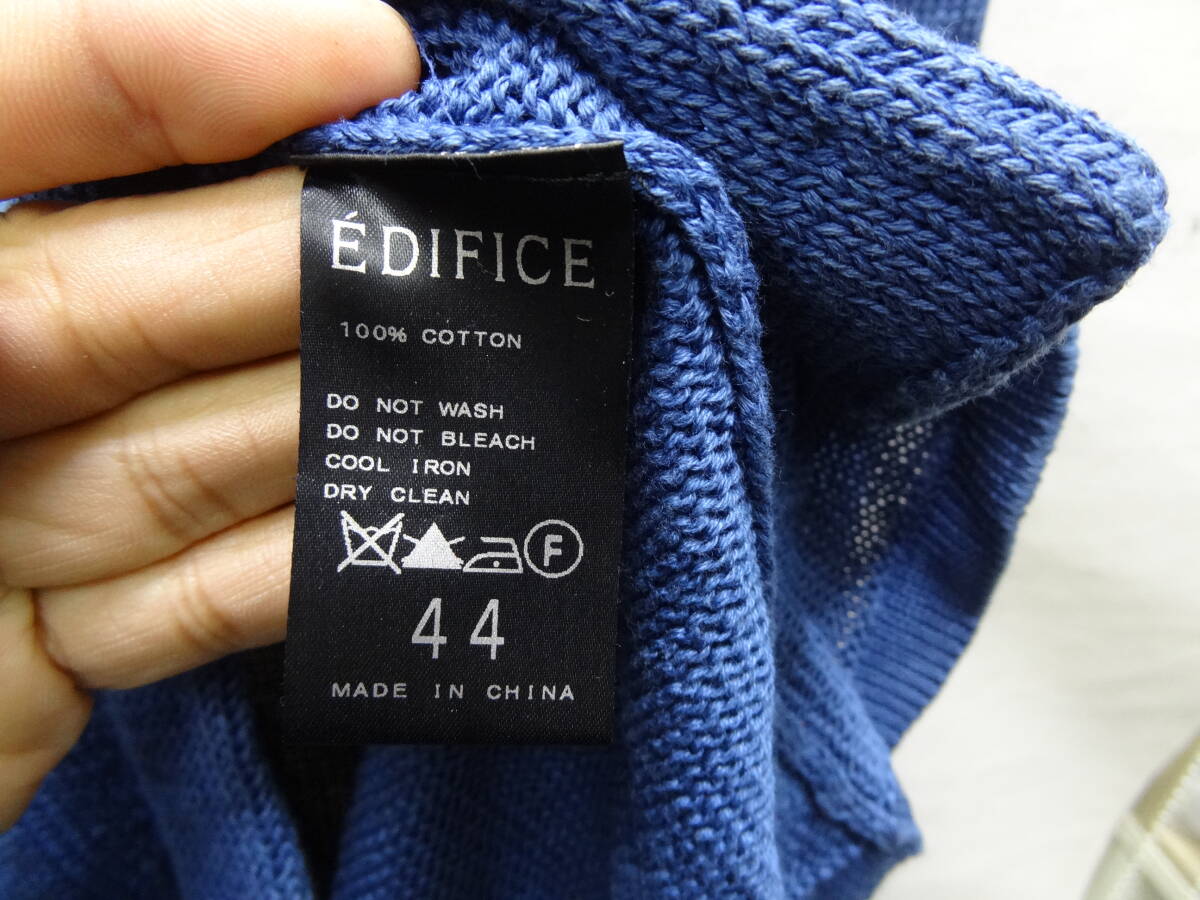 ÉDIFICE
100% COTTON
DO NOT WASH
DO NOT BLEACH
COOL IRON
DRY CLEAN
F
44
MADE IN CHINA